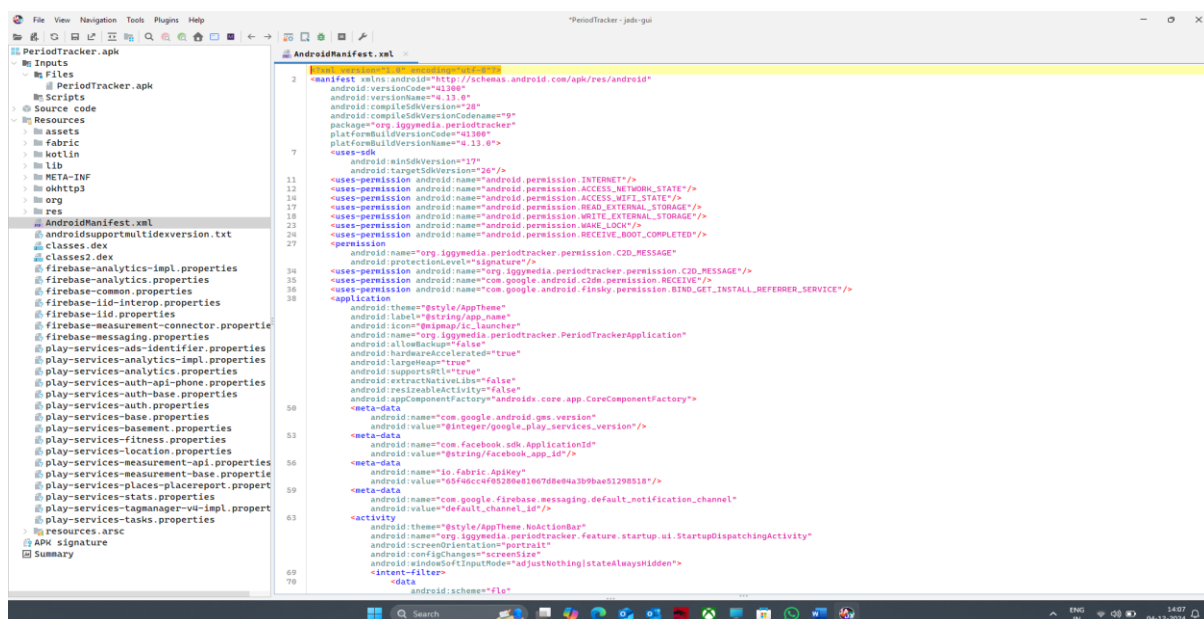 File View Navigation Tools Plugins Help
*PeriodTracker - jadx-gui
PeriodTracker.apk
Inputs
Files
PeriodTracker.apk
Scripts
Source code
Resources
assets
fabric
kotlin
lib
META-INF
okhttp3
org
res
AndroidManifest.xml
androidsupportmultidexversion.txt
classes.dex
classes2.dex
firebase-analytics-impl.properties
firebase-analytics.properties
firebase-common.properties
firebase-iid-interop.properties
firebase-iid.properties
firebase-measurement-connector.propertie
firebase-messaging.properties
play-services-ads-identifier.properties
play-services-analytics-impl.properties
play-services-analytics.properties
play-services-auth-api-phone.properties
play-services-auth-base.properties
play-services-auth.properties
play-services-base.properties
play-services-basement.properties
play-services-fitness.properties
play-services-location.properties
play-services-measurement-api.properties
play-services-measurement-base.propertie
play-services-places-placereport.propert
play-services-stats.properties
play-services-tagmanager-v4-impl.propert
play-services-tasks.properties
resources.arsc
APK signature
Summary
AndroidManifest.xml
<?xml version="1.0" encoding="utf-8"?>
2 <manifest xmlns:android="http://schemas.android.com/apk/res/android"
android:versionCode="41300"
android:versionName="4.13.0"
android:compileSdkVersion="28"
android:compileSdkVersionCodename="9"
package="org.iggymedia.periodtracker"
platformBuildVersionCode="41300"
platformBuildVersionName="4.13.0">
7 <uses-sdk
android:minSdkVersion="17"
android:targetSdkVersion="26"/>
11 <uses-permission android:name="android.permission.INTERNET"/>
12 <uses-permission android:name="android.permission.ACCESS_NETWORK_STATE"/>
14 <uses-permission android:name="android.permission.ACCESS_WIFI_STATE"/>
17 <uses-permission android:name="android.permission.READ_EXTERNAL_STORAGE"/>
18 <uses-permission android:name="android.permission.WRITE_EXTERNAL_STORAGE"/>
23 <uses-permission android:name="android.permission.WAKE_LOCK"/>
24 <uses-permission android:name="android.permission.RECEIVE_BOOT_COMPLETED"/>
27 <permission
android:name="org.iggymedia.periodtracker.permission.C2D_MESSAGE"
android:protectionLevel="signature"/>
34 <uses-permission android:name="org.iggymedia.periodtracker.permission.C2D_MESSAGE"/>
35 <uses-permission android:name="com.google.android.c2dm.permission.RECEIVE"/>
36 <uses-permission android:name="com.google.android.finsky.permission.BIND_GET_INSTALL_REFERRER_SERVICE"/>
38 <application
android:theme="@style/AppTheme"
android:label="@string/app_name"
android:icon="@mipmap/ic_launcher"
android:name="org.iggymedia.periodtracker.PeriodTrackerApplication"
android:allowBackup="false"
android:hardwareAccelerated="true"
android:largeHeap="true"
android:supportsRtl="true"
android:extractNativeLibs="false"
android:resizeableActivity="false"
android:appComponentFactory="androidx.core.app.CoreComponentFactory">
50 <meta-data
android:name="com.google.android.gms.version"
android:value="@integer/google_play_services_version"/>
53 <meta-data
android:name="com.facebook.sdk.ApplicationId"
android:value="@string/facebook_app_id"/>
56 <meta-data
android:name="io.fabric.ApiKey"
android:value="65f46cc4f05280e81067d8e04a3b9bae51298518"/>
59 <meta-data
android:name="com.google.firebase.messaging.default_notification_channel"
android:value="default_channel_id"/>
63 <activity
android:theme="@style/AppTheme.NoActionBar"
android:name="org.iggymedia.periodtracker.feature.startup.ui.StartupDispatchingActivity"
android:screenOrientation="portrait"
android:configChanges="screenSize"
android:windowSoftInputMode="adjustNothing|stateAlwaysHidden">
69 <intent-filter>
70 <data
android:scheme="flo"
Search
ENG
IN
14:07
04-12-2024